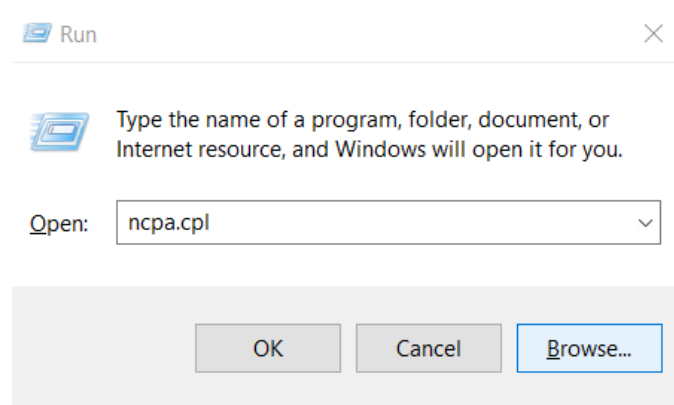 Run
Type the name of a program, folder, document, or
Internet resource, and Windows will open it for you.
Open: ncpa.cpl
OK Cancel Browse...